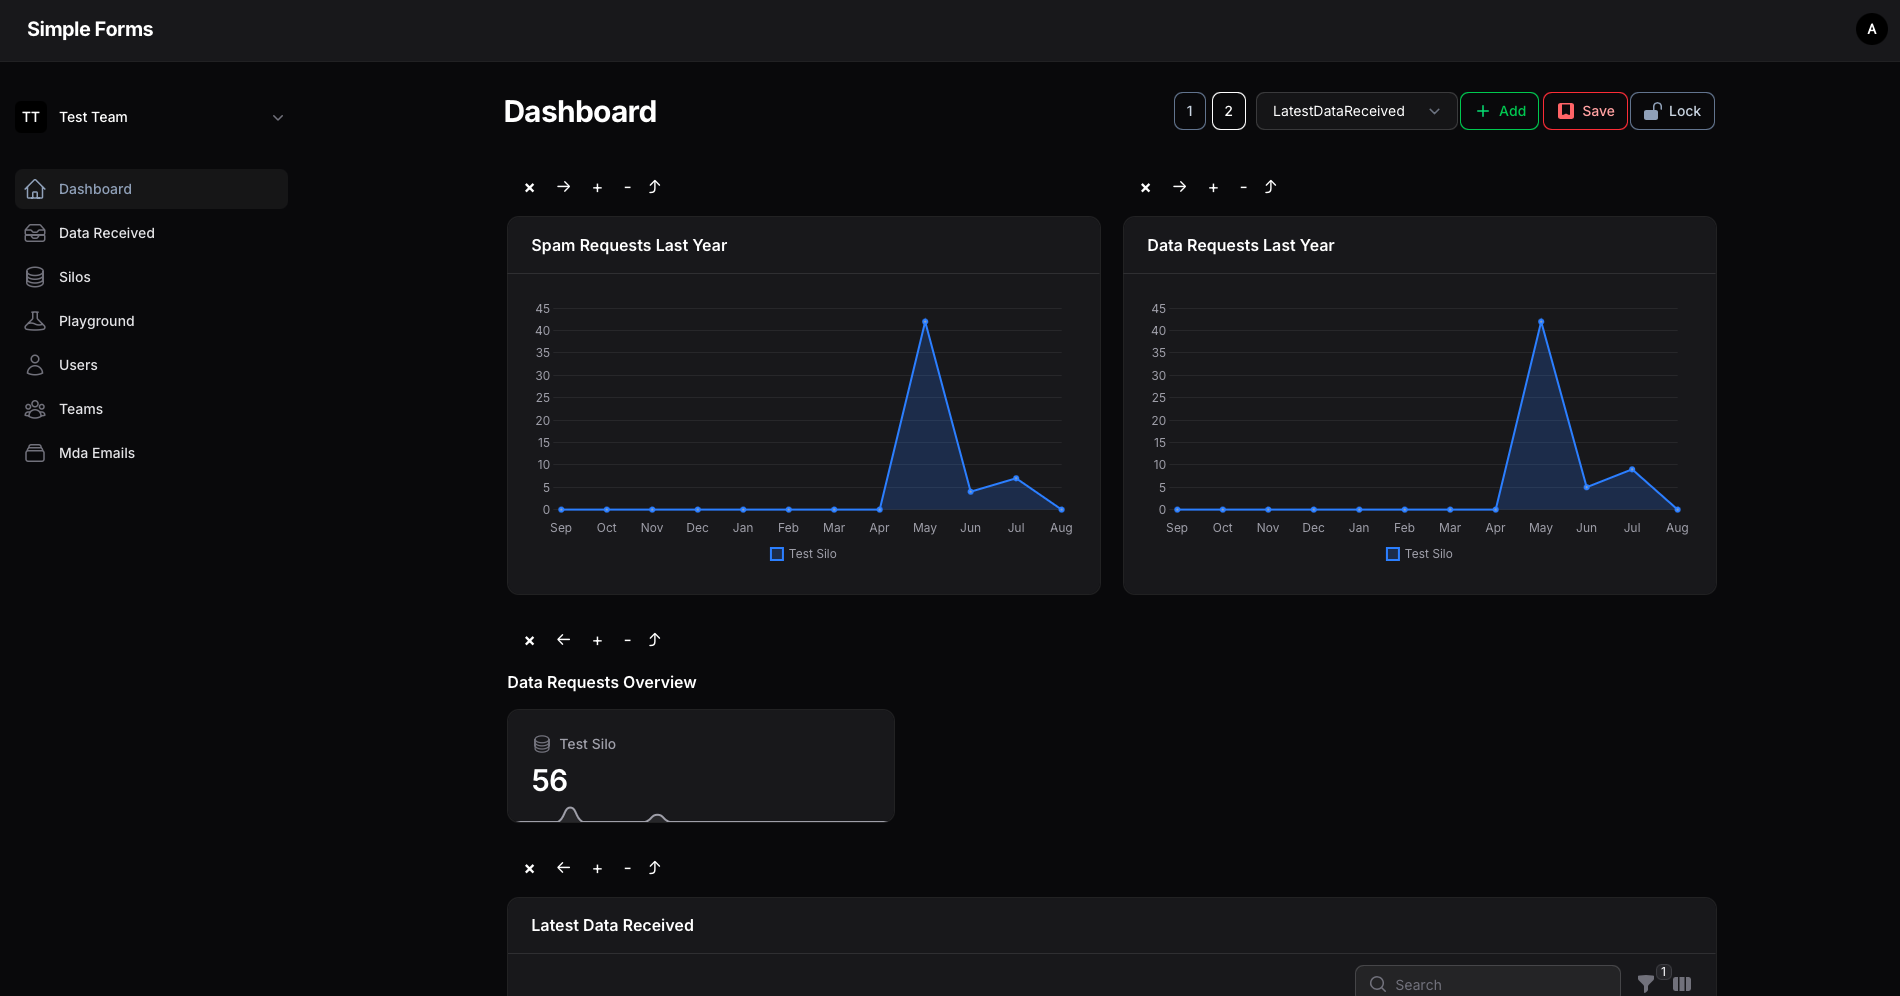 Simple Forms
A
TT Test Team
Dashboard
Data Received
Silos
Playground
Users
Teams
Mda Emails
Dashboard
1 2 LatestDataReceived + Add Save Lock
× → + - ⤴
Spam Requests Last Year
45
40
35
30
25
20
15
10
5
0
Sep Oct Nov Dec Jan Feb Mar Apr May Jun Jul Aug
Test Silo
× → + - ⤴
Data Requests Last Year
45
40
35
30
25
20
15
10
5
0
Sep Oct Nov Dec Jan Feb Mar Apr May Jun Jul Aug
Test Silo
× ← + - ⤴
Data Requests Overview
Test Silo
56
× ← + - ⤴
Latest Data Received
Search
1